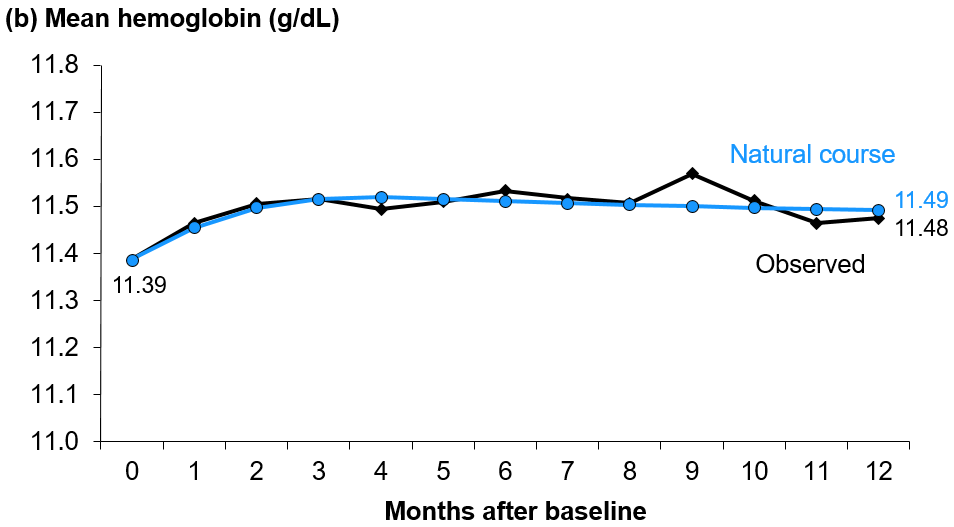 (b) Mean hemoglobin (g/dL)
11.8
11.7
11.6
Natural course
11.5
11.49
11.48
11.4
Observed
11.39
11.3
11.2
11.1
11.0
0 1 2 3 4 5 6 7 8 9 10 11 12
Months after baseline